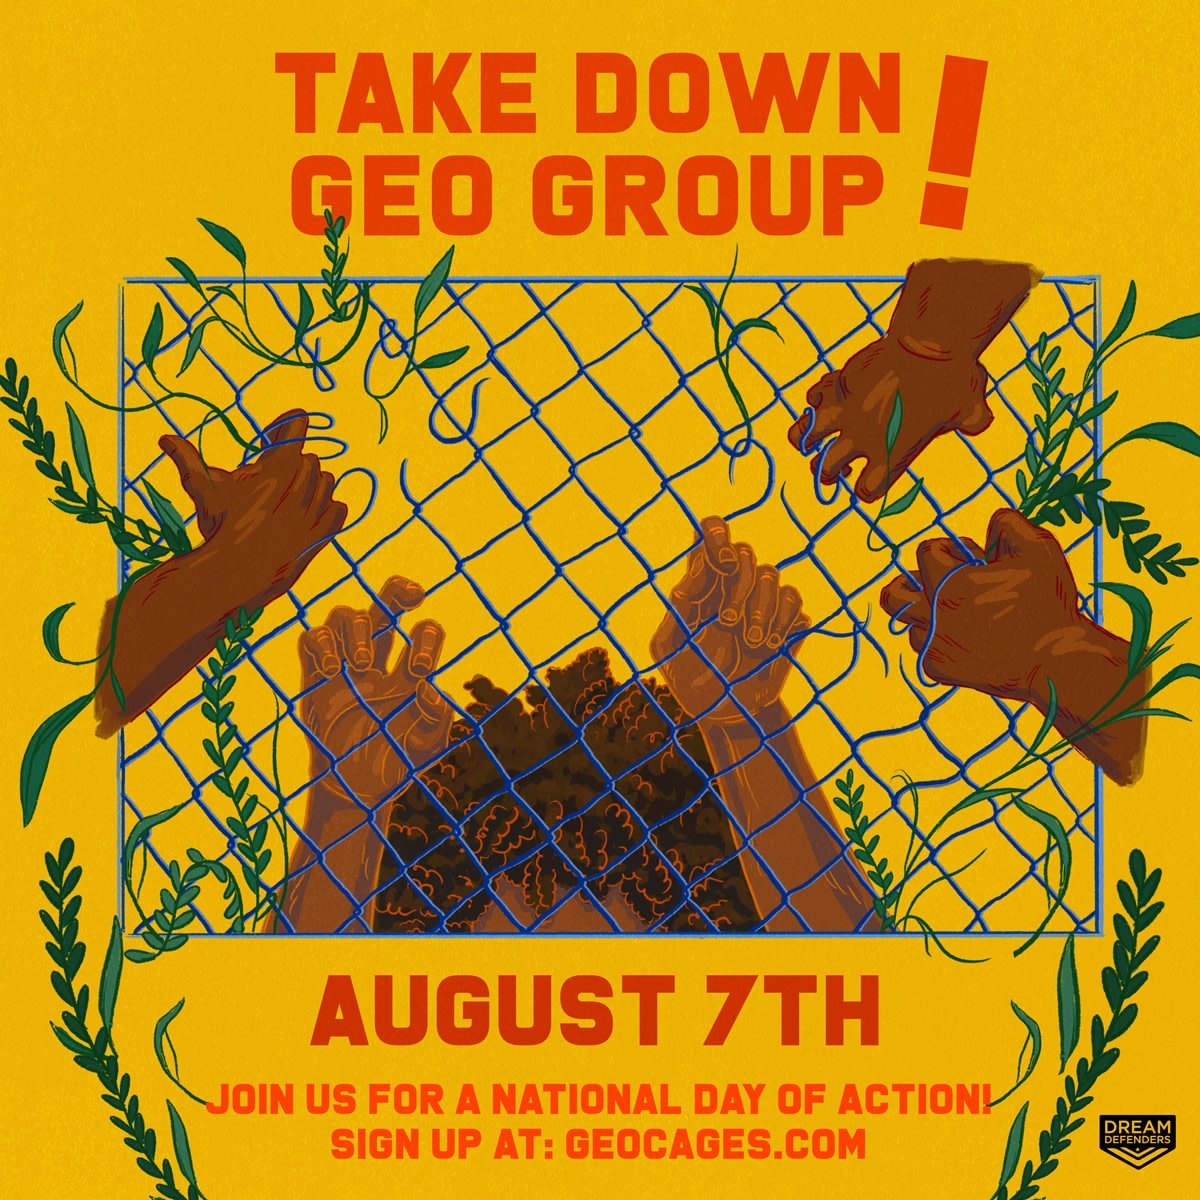 TAKE DOWN
GEO GROUP!
AUGUST 7TH
JOIN US FOR A NATIONAL DAY OF ACTION!
SIGN UP AT: GEOCAGES.COM
DREAM
DEFENDERS